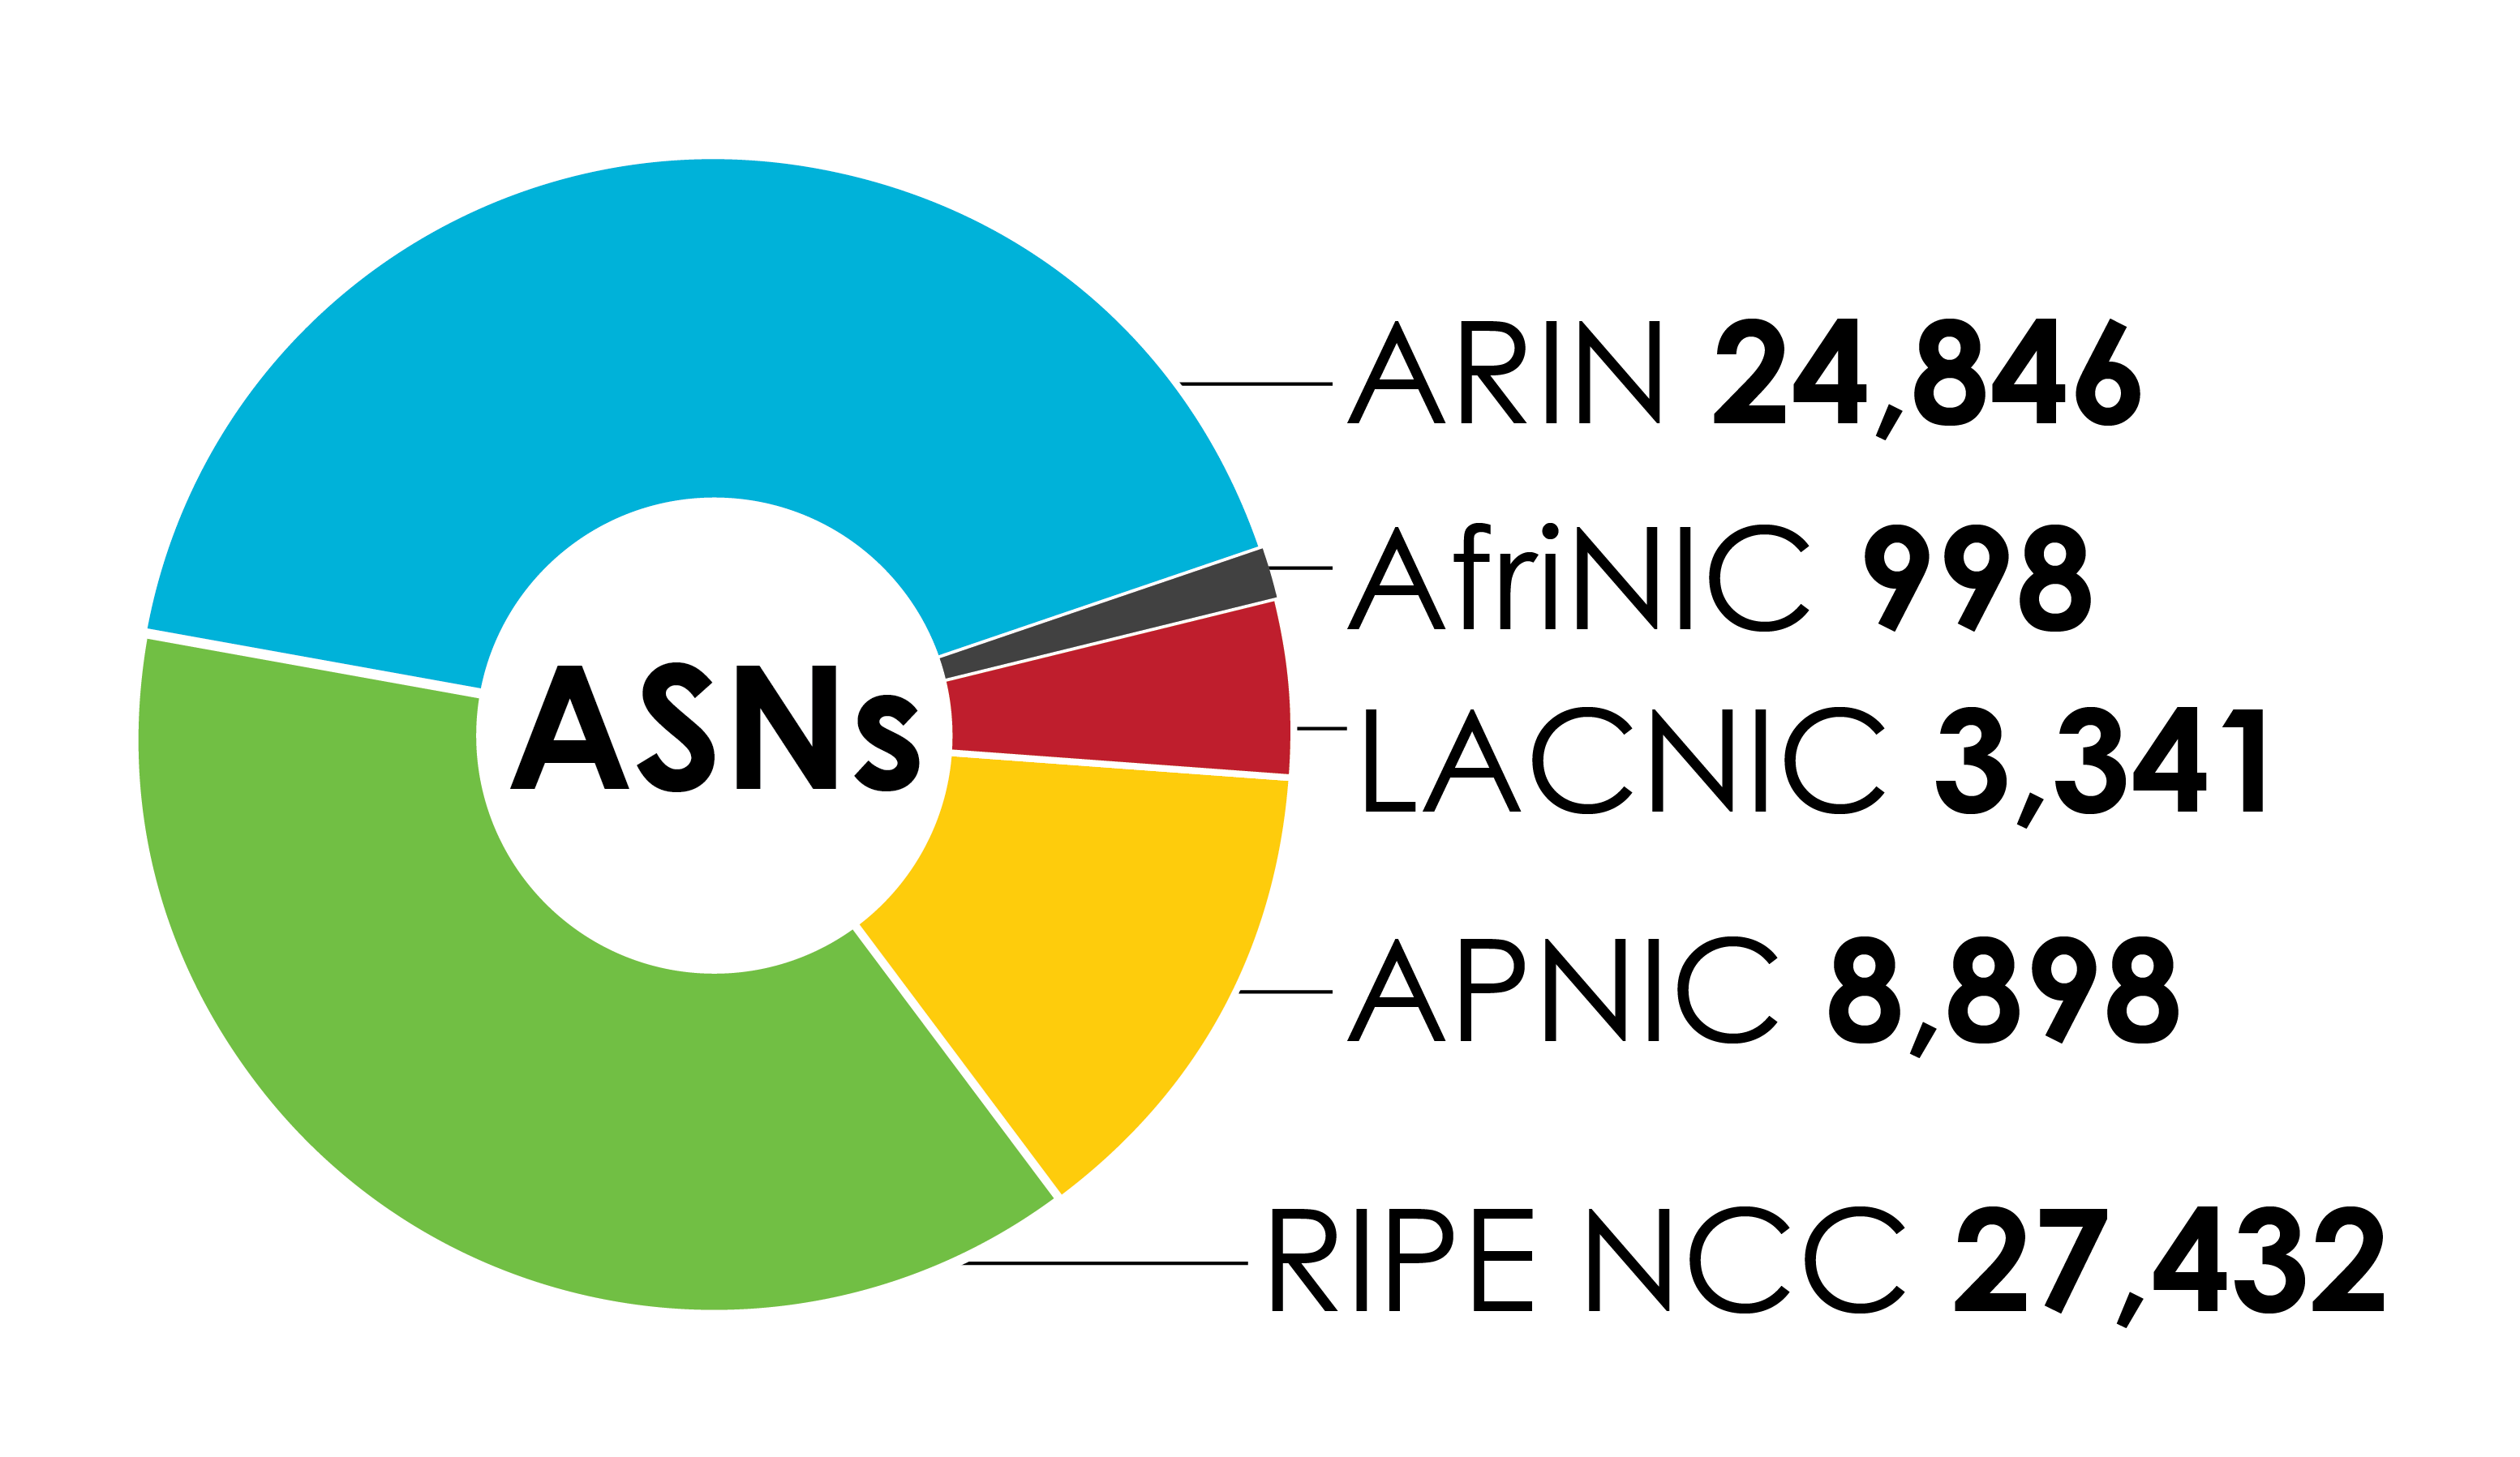 ASNs
ARIN 24,846
AfriNIC 998
LACNIC 3,341
APNIC 8,898
RIPE NCC 27,432